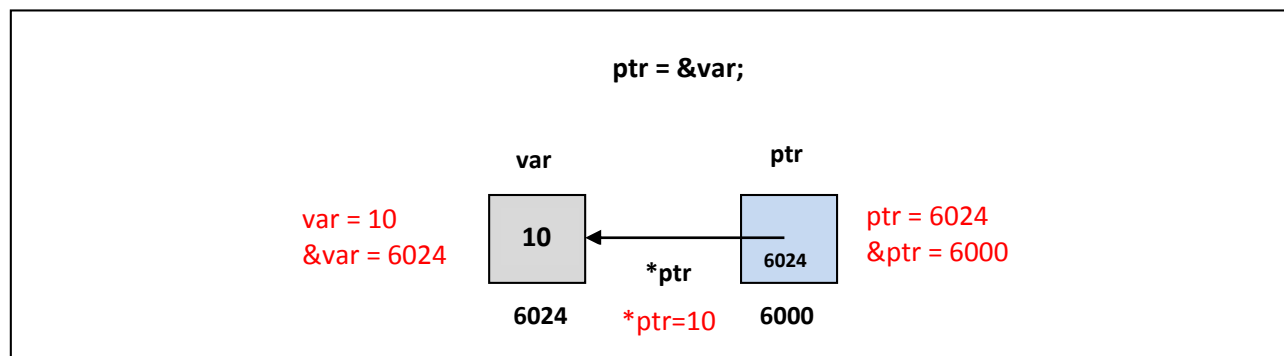 ptr = &var;
var
ptr
var = 10
&var = 6024
10
6024
ptr = 6024
&ptr = 6000
*ptr
6024
*ptr=10
6000